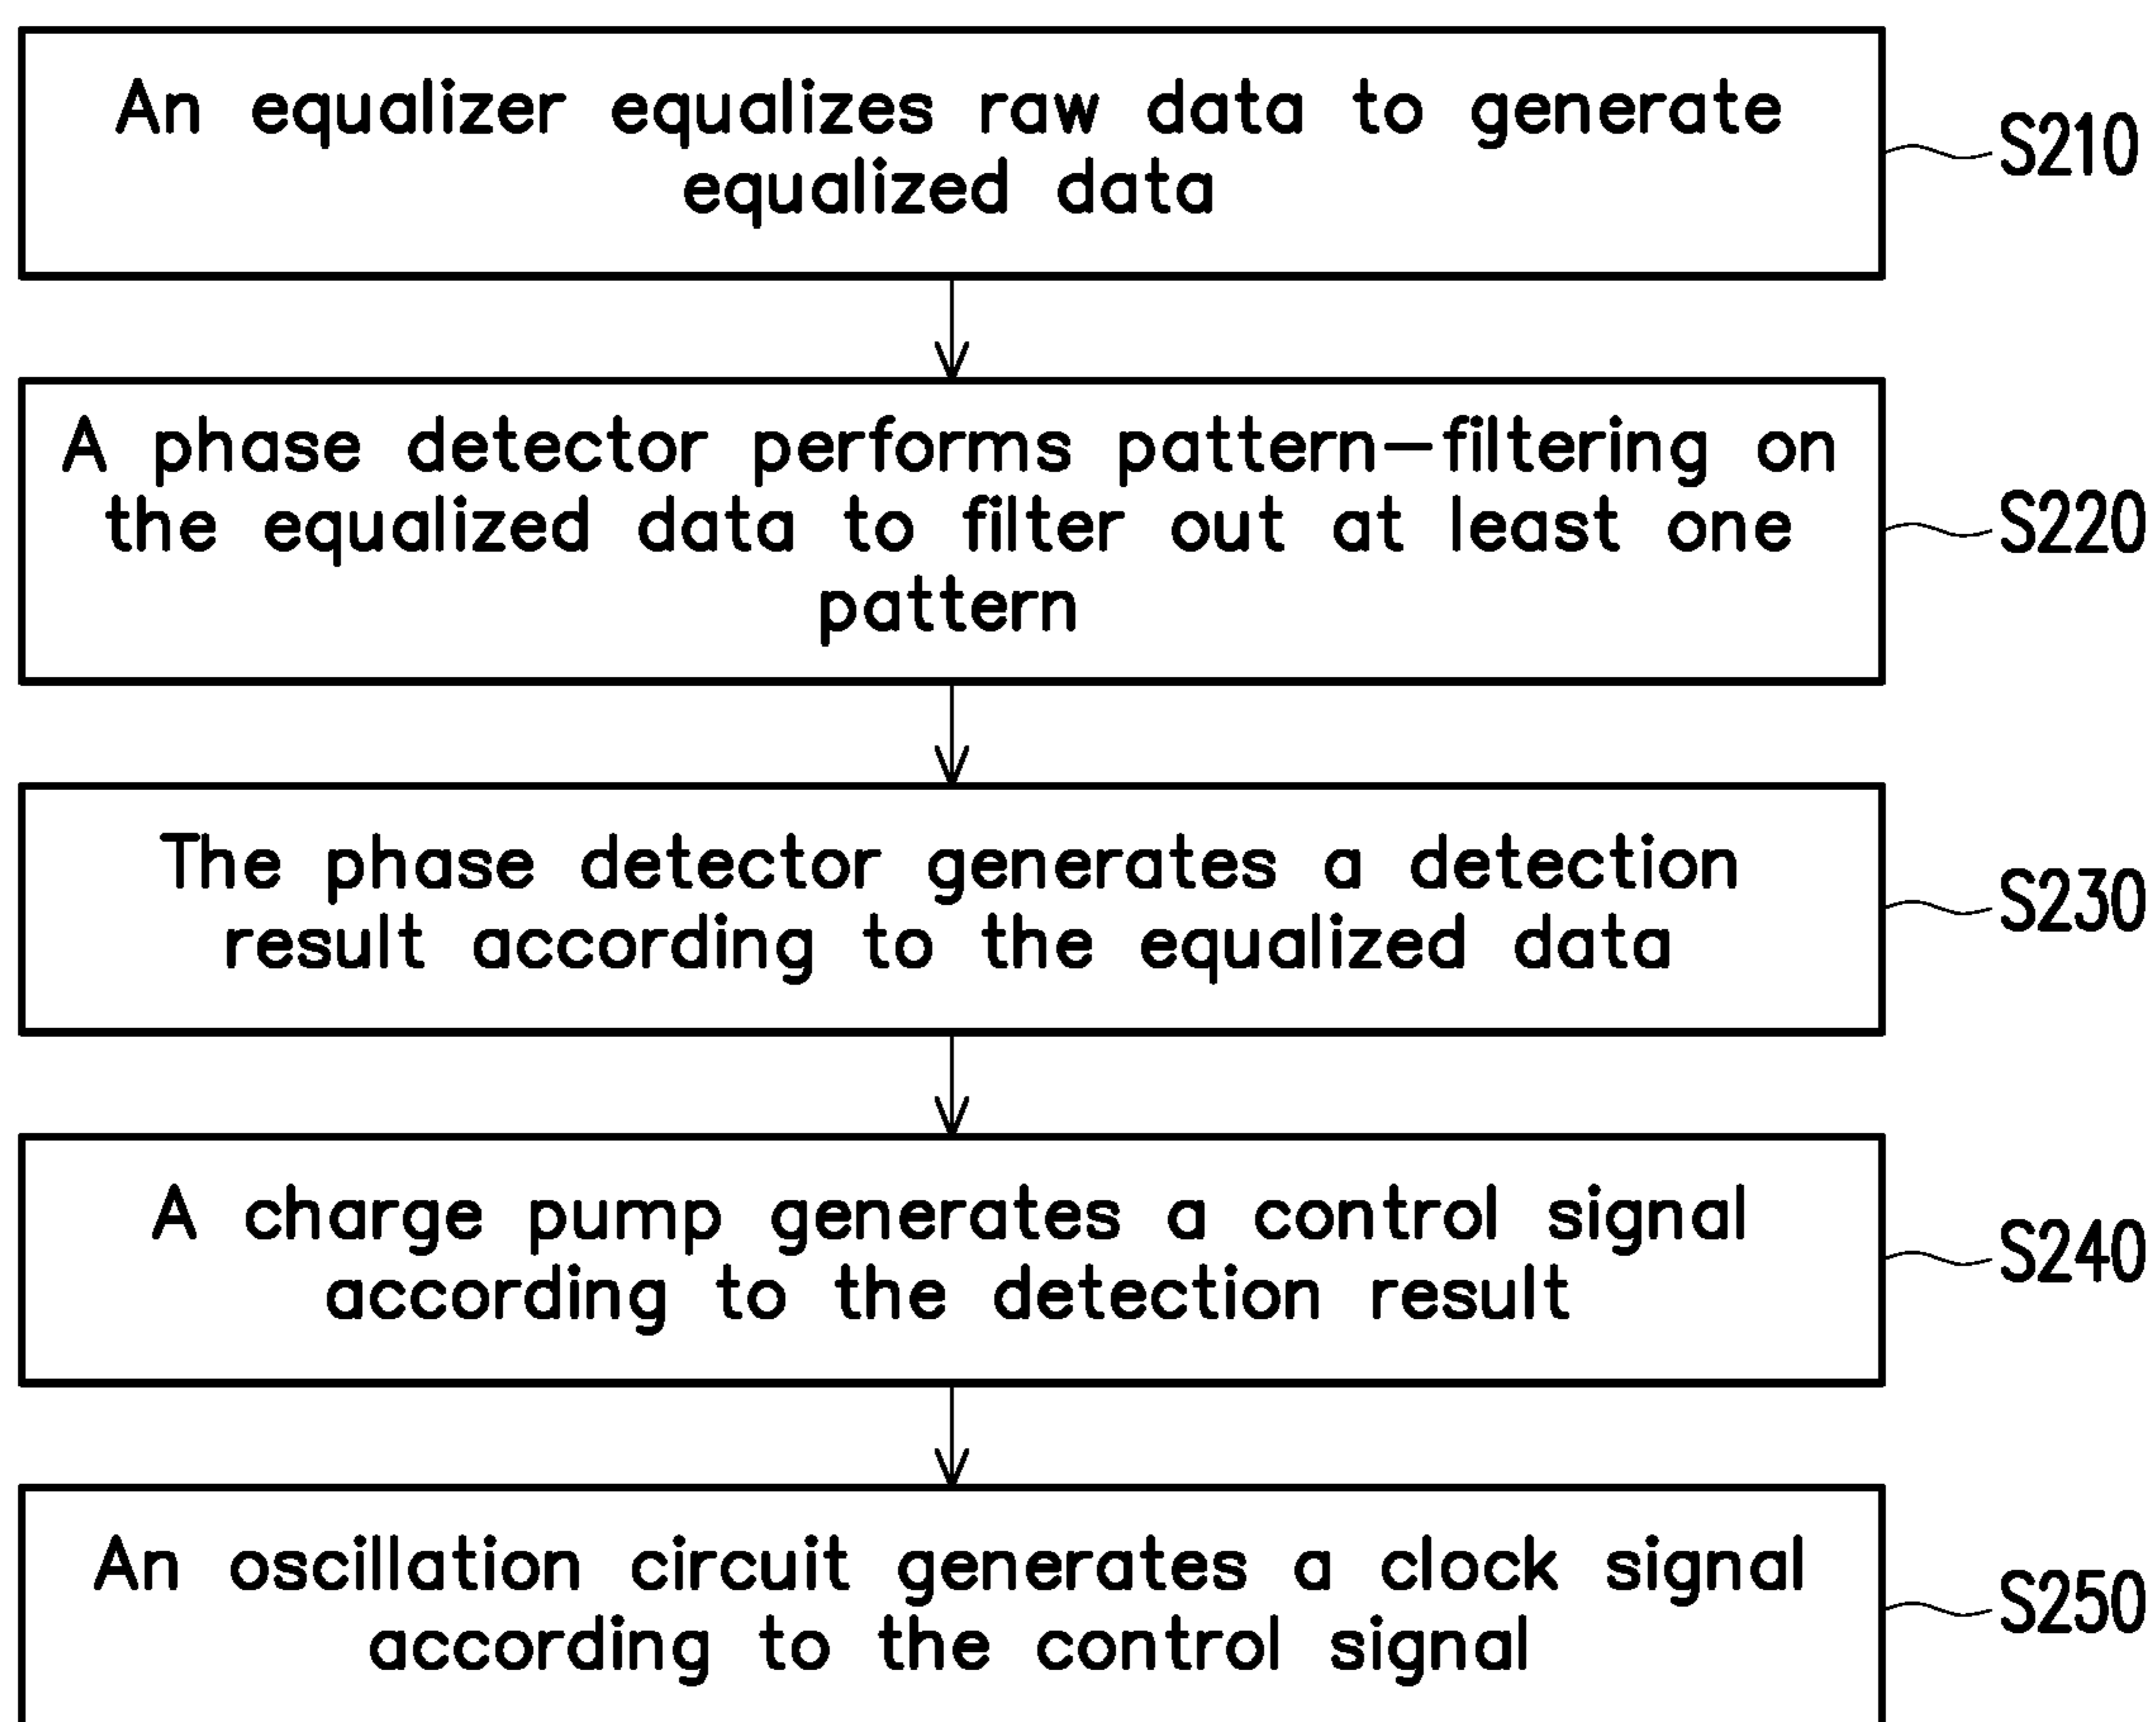 An equalizer equalizes raw data to generate
equalized data
S210
A phase detector performs pattern-filtering on
the equalized data to filter out at least one
pattern
S220
The phase detector generates a detection
result according to the equalized data
S230
A charge pump generates a control signal
according to the detection result
S240
An oscillation circuit generates a clock signal
according to the control signal
S250